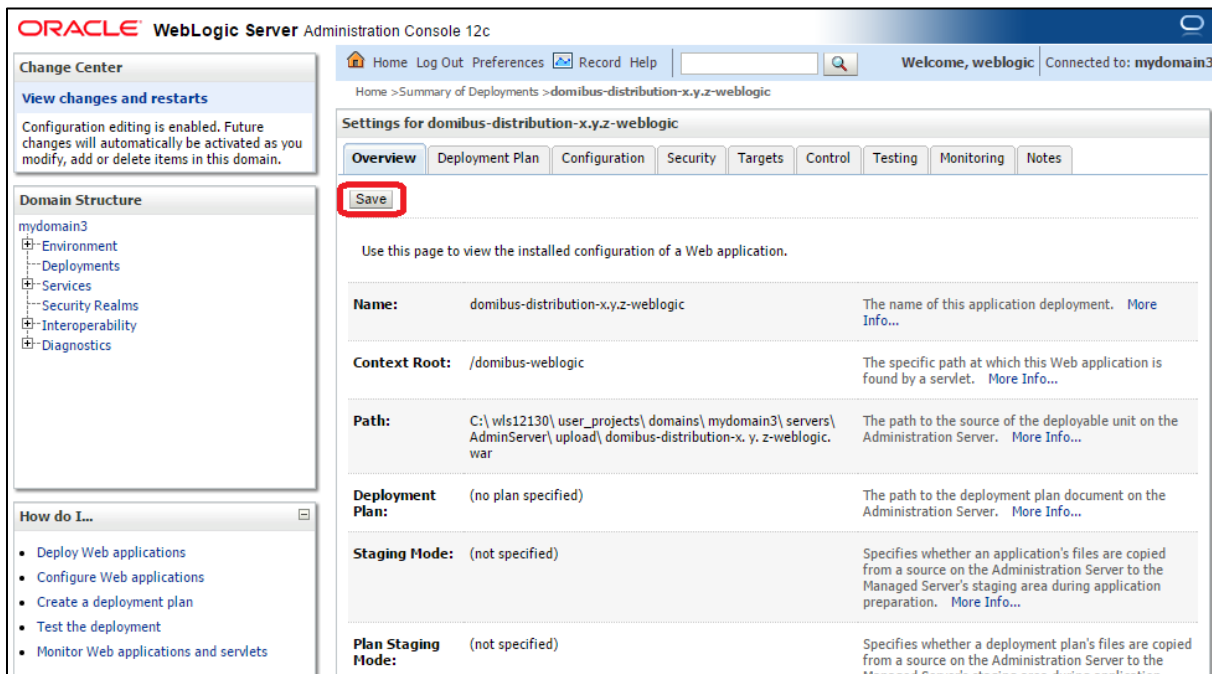 ORACLE WebLogic Server Administration Console 12c
Change Center
View changes and restarts
Configuration editing is enabled. Future
changes will automatically be activated as you
modify, add or delete items in this domain.
Domain Structure
mydomain3
Environment
Deployments
Services
Security Realms
Interoperability
Diagnostics
How do I...
Deploy Web applications
Configure Web applications
Create a deployment plan
Test the deployment
Monitor Web applications and servlets
Home Log Out Preferences Record Help
Welcome, weblogic Connected to: mydomain3
Home >Summary of Deployments >domibus-distribution-x.y.z-weblogic
Settings for domibus-distribution-x.y.z-weblogic
Overview Deployment Plan Configuration Security Targets Control Testing Monitoring Notes
Save
Use this page to view the installed configuration of a Web application.
Name: domibus-distribution-x.y.z-weblogic The name of this application deployment. More
Info...
Context Root: /domibus-weblogic The specific path at which this Web application is
found by a servlet. More Info...
Path: C:\ wls12130\ user_projects\ domains\ mydomain3\ servers\ The path to the source of the deployable unit on the
AdminServer\ upload\ domibus-distribution-x. y. z-weblogic. Administration Server. More Info...
war
Deployment (no plan specified) The path to the deployment plan document on the
Plan: Administration Server. More Info...
Staging Mode: (not specified) Specifies whether an application's files are copied
from a source on the Administration Server to the
Managed Server's staging area during application
preparation. More Info...
Plan Staging (not specified) Specifies whether a deployment plan's files are copied
Mode: from a source on the Administration Server to the